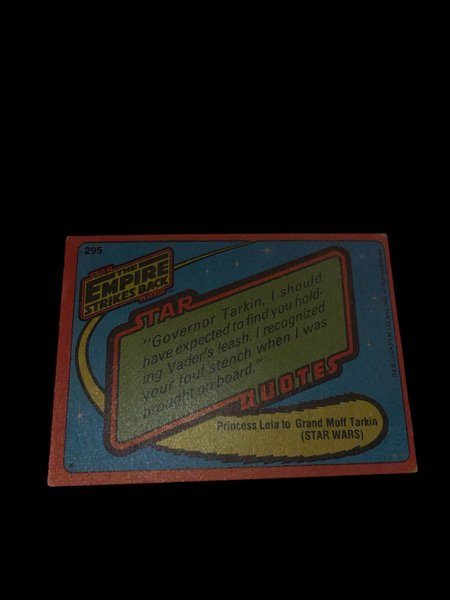 295
STAR
THE
EMPIRE
STRIKES BACK
WARS
STAR
"Governor Tarkin, I should
have expected to find you hold-
ing Vader's leash. I recognized
your foul stench when I was
brought on board."
QUOTES
Princess Leia to Grand Moff Tarkin
(STAR WARS)